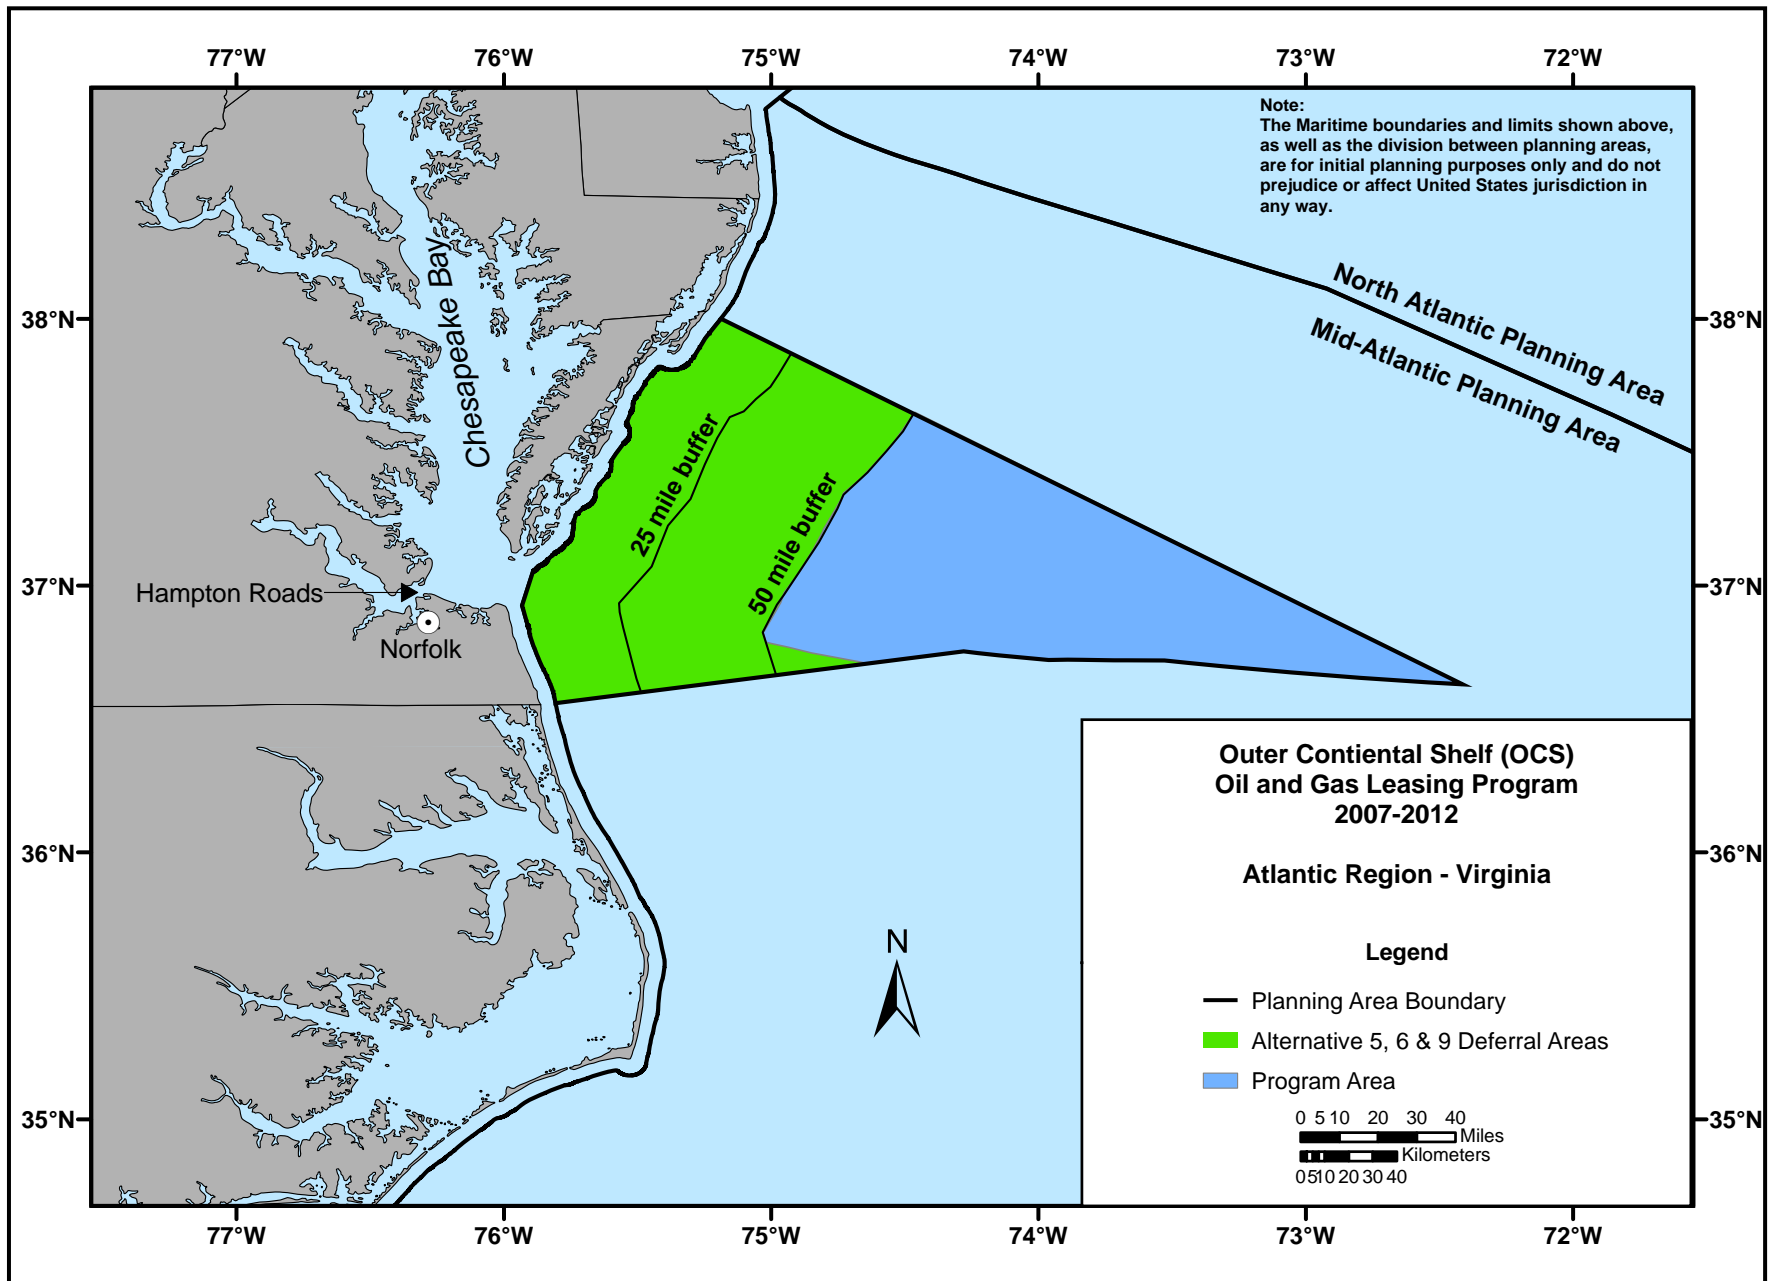 77°W 76°W 75°W 74°W 73°W 72°W
Note:
The Maritime boundaries and limits shown above,
as well as the division between planning areas,
are for initial planning purposes only and do not
prejudice or affect United States jurisdiction in
any way.
Chesapeake Bay
North Atlantic Planning Area
Mid-Atlantic Planning Area
38°N 38°N
25 mile buffer
50 mile buffer
37°N 37°N
Hampton Roads
Norfolk
36°N 36°N
35°N 35°N
N
Outer Contiental Shelf (OCS)
Oil and Gas Leasing Program
2007-2012
Atlantic Region - Virginia
Legend
Planning Area Boundary
Alternative 5, 6 & 9 Deferral Areas
Program Area
0 5 10 20 30 40
Miles
Kilometers
0 5 10 20 30 40
77°W 76°W 75°W 74°W 73°W 72°W